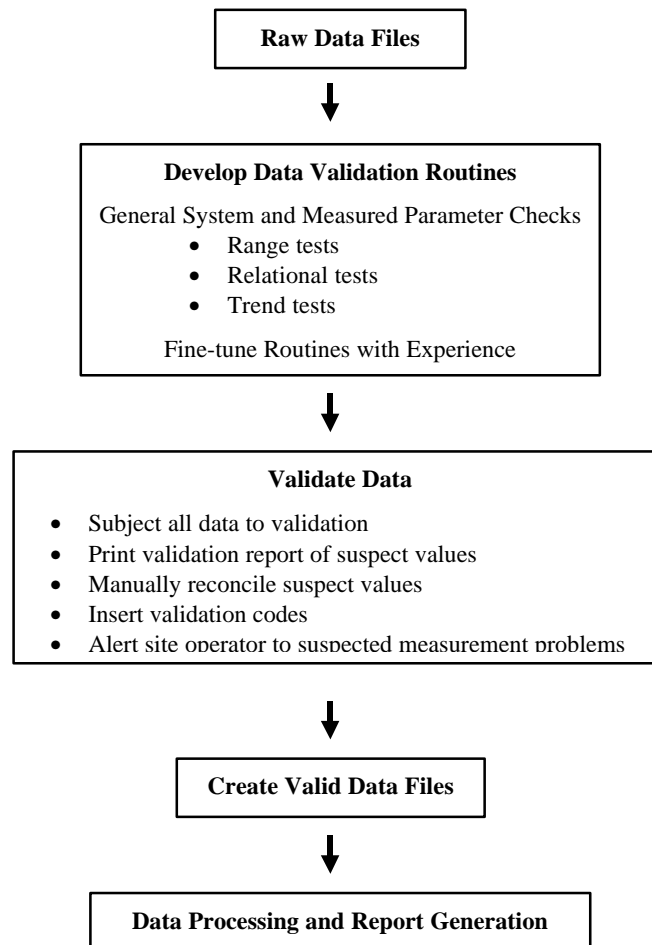 Raw Data Files
Develop Data Validation Routines
General System and Measured Parameter Checks
• Range tests
• Relational tests
• Trend tests
Fine-tune Routines with Experience
Validate Data
• Subject all data to validation
• Print validation report of suspect values
• Manually reconcile suspect values
• Insert validation codes
• Alert site operator to suspected measurement problems
Create Valid Data Files
Data Processing and Report Generation